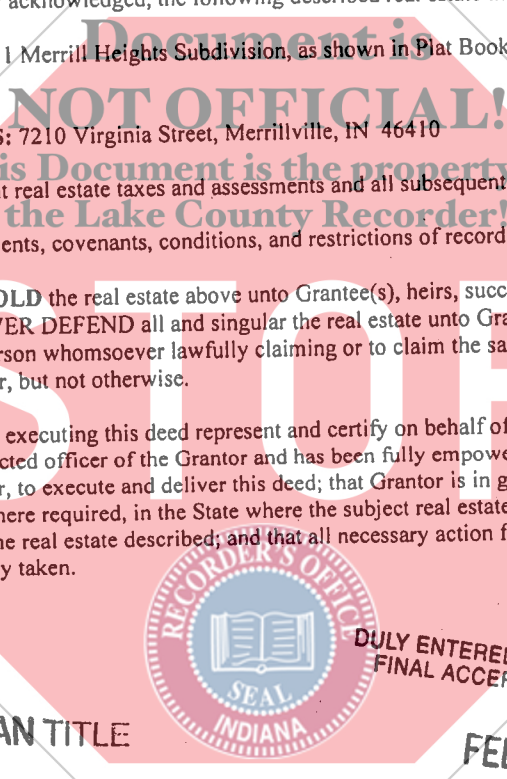 acknowledged, the following described real estate
Document is
1 Merrill Heights Subdivision, as shown in Plat Book
NOT OFFICIAL!
S: 7210 Virginia Street, Merrillville, IN 46410
is Document is the property
t real estate taxes and assessments and all subsequent
the Lake County Recorder!
ents, covenants, conditions, and restrictions of record
STOP
OLD the real estate above unto Grantee(s), heirs, succ
VER DEFEND all and singular the real estate unto Gra
erson whomsoever lawfully claiming or to claim the sa
r, but not otherwise.
executing this deed represent and certify on behalf of
cted officer of the Grantor and has been fully empowe
r, to execute and deliver this deed; that Grantor is in g
here required, in the State where the subject real estate
he real estate described; and that all necessary action f
y taken.
RECORDER'S OFFICE
SEAL
INDIANA
DULY ENTERED
FINAL ACCEP
AN TITLE
FEB